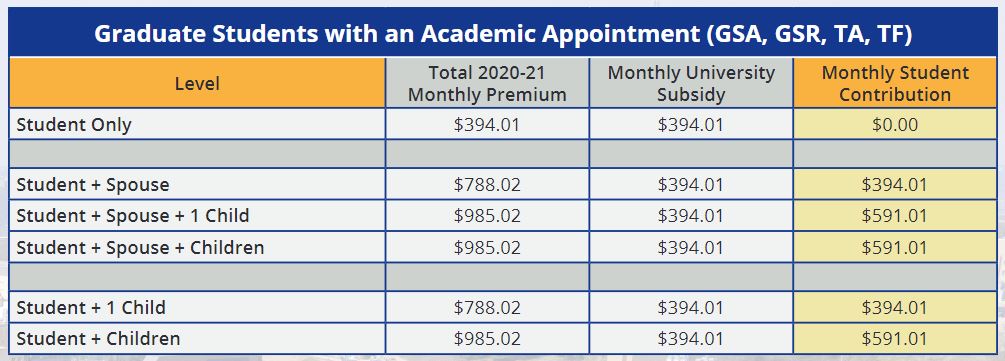 Graduate Students with an Academic Appointment (GSA, GSR, TA, TF)
Level Total 2020-21 Monthly Premium Monthly University Subsidy Monthly Student Contribution
Student Only $394.01 $394.01 $0.00
Student + Spouse $788.02 $394.01 $394.01
Student + Spouse + 1 Child $985.02 $394.01 $591.01
Student + Spouse + Children $985.02 $394.01 $591.01
Student + 1 Child $788.02 $394.01 $394.01
Student + Children $985.02 $394.01 $591.01